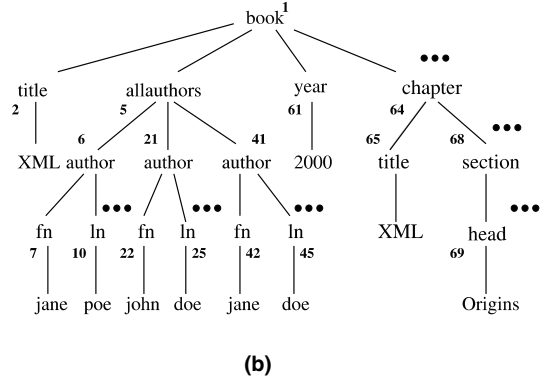 book 1
title allauthors year chapter
2 5 61 64
6 21 41 65 68
XML author author author 2000 title section
fn ln fn ln fn ln XML head
7 10 22 25 42 45 69
jane poe john doe jane doe Origins
(b)